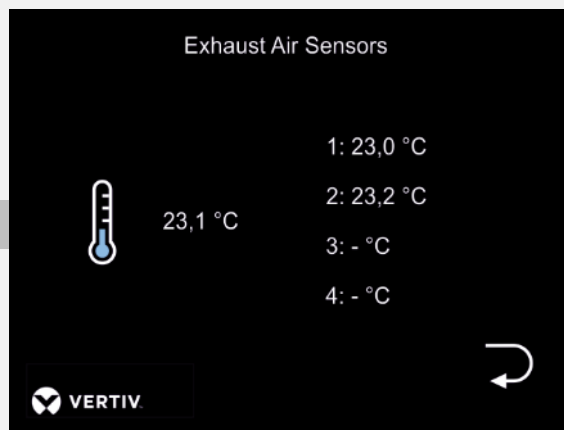 Exhaust Air Sensors
23,1 °C
1: 23,0 °C
2: 23,2 °C
3: - °C
4: - °C
VERTIV.